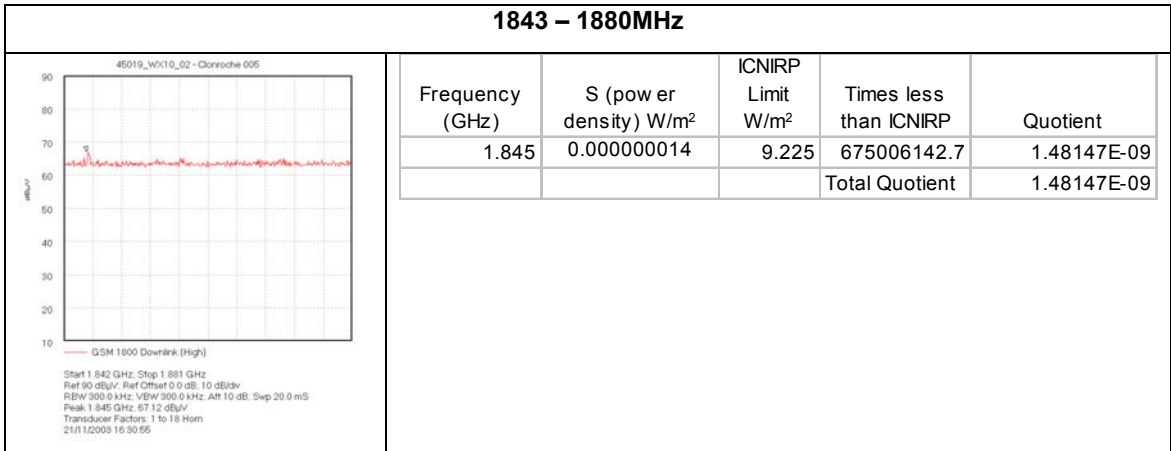 1843 – 1880MHz
45019_WX10_02 - Clonroche 005
90
80
70
60
50
40
30
20
10
dBµV
GSM 1800 Downlink (High)
Start 1.842 GHz; Stop 1.881 GHz
Ref 90 dBµV; Ref Offset 0.0 dB; 10 dB/div
RBW 300.0 kHz; VBW 300.0 kHz; Att 10 dB; Swp 20.0 mS
Peak 1.845 GHz, 67.12 dBµV
Transducer Factors: 1 to 18 Horn
21/11/2003 16:30:55
Frequency (GHz) S (pow er density) W/m² ICNIRP Limit W/m² Times less than ICNIRP Quotient
1.845 0.000000014 9.225 675006142.7 1.48147E-09
Total Quotient 1.48147E-09